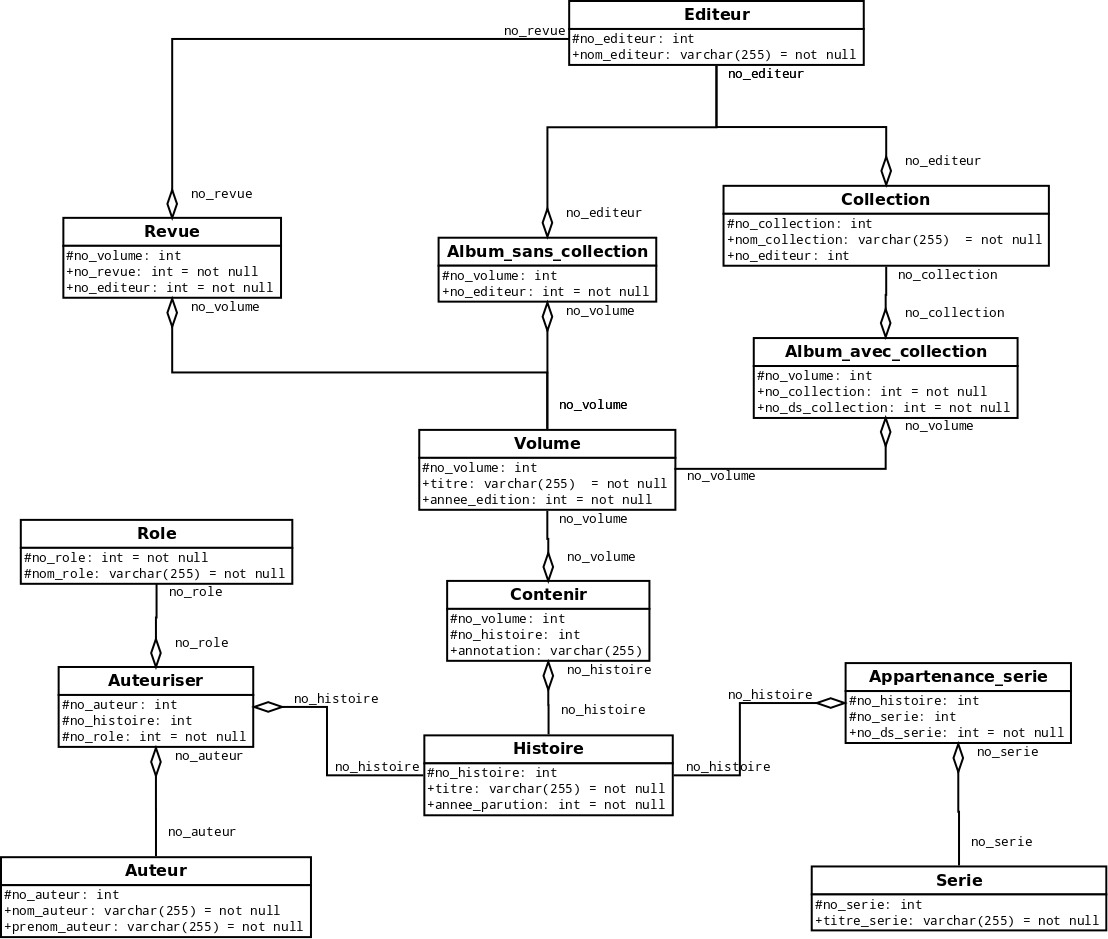 Editeur
no_revue
#no_editeur: int
+nom_editeur: varchar(255) = not null
no_editeur
no_editeur
no_revue
no_editeur
Collection
#no_collection: int
+nom_collection: varchar(255)  = not null
+no_editeur: int
Revue
#no_volume: int
+no_revue: int = not null
+no_editeur: int = not null
Album_sans_collection
#no_volume: int
+no_editeur: int = not null
no_collection
no_volume
no_volume
no_collection
Album_avec_collection
#no_volume: int
+no_collection: int = not null
+no_ds_collection: int = not null
no_volume
no_volume
Volume
#no_volume: int
+titre: varchar(255)  = not null
+annee_edition: int = not null
no_volume
no_volume
Role
#no_role: int = not null
#nom_role: varchar(255) = not null
no_role
no_volume
Contenir
#no_volume: int
#no_histoire: int
+annotation: varchar(255)
no_role
Auteuriser
#no_auteur: int
#no_histoire: int
#no_role: int = not null
no_histoire
no_histoire
no_histoire
no_histoire
Appartenance_serie
#no_histoire: int
#no_serie: int
+no_ds_serie: int = not null
no_auteur
no_histoire
Histoire
#no_histoire: int
+titre: varchar(255) = not null
+annee_parution: int = not null
no_histoire
no_serie
no_auteur
no_serie
Auteur
#no_auteur: int
+nom_auteur: varchar(255) = not null
+prenom_auteur: varchar(255) = not null
Serie
#no_serie: int
+titre_serie: varchar(255) = not null